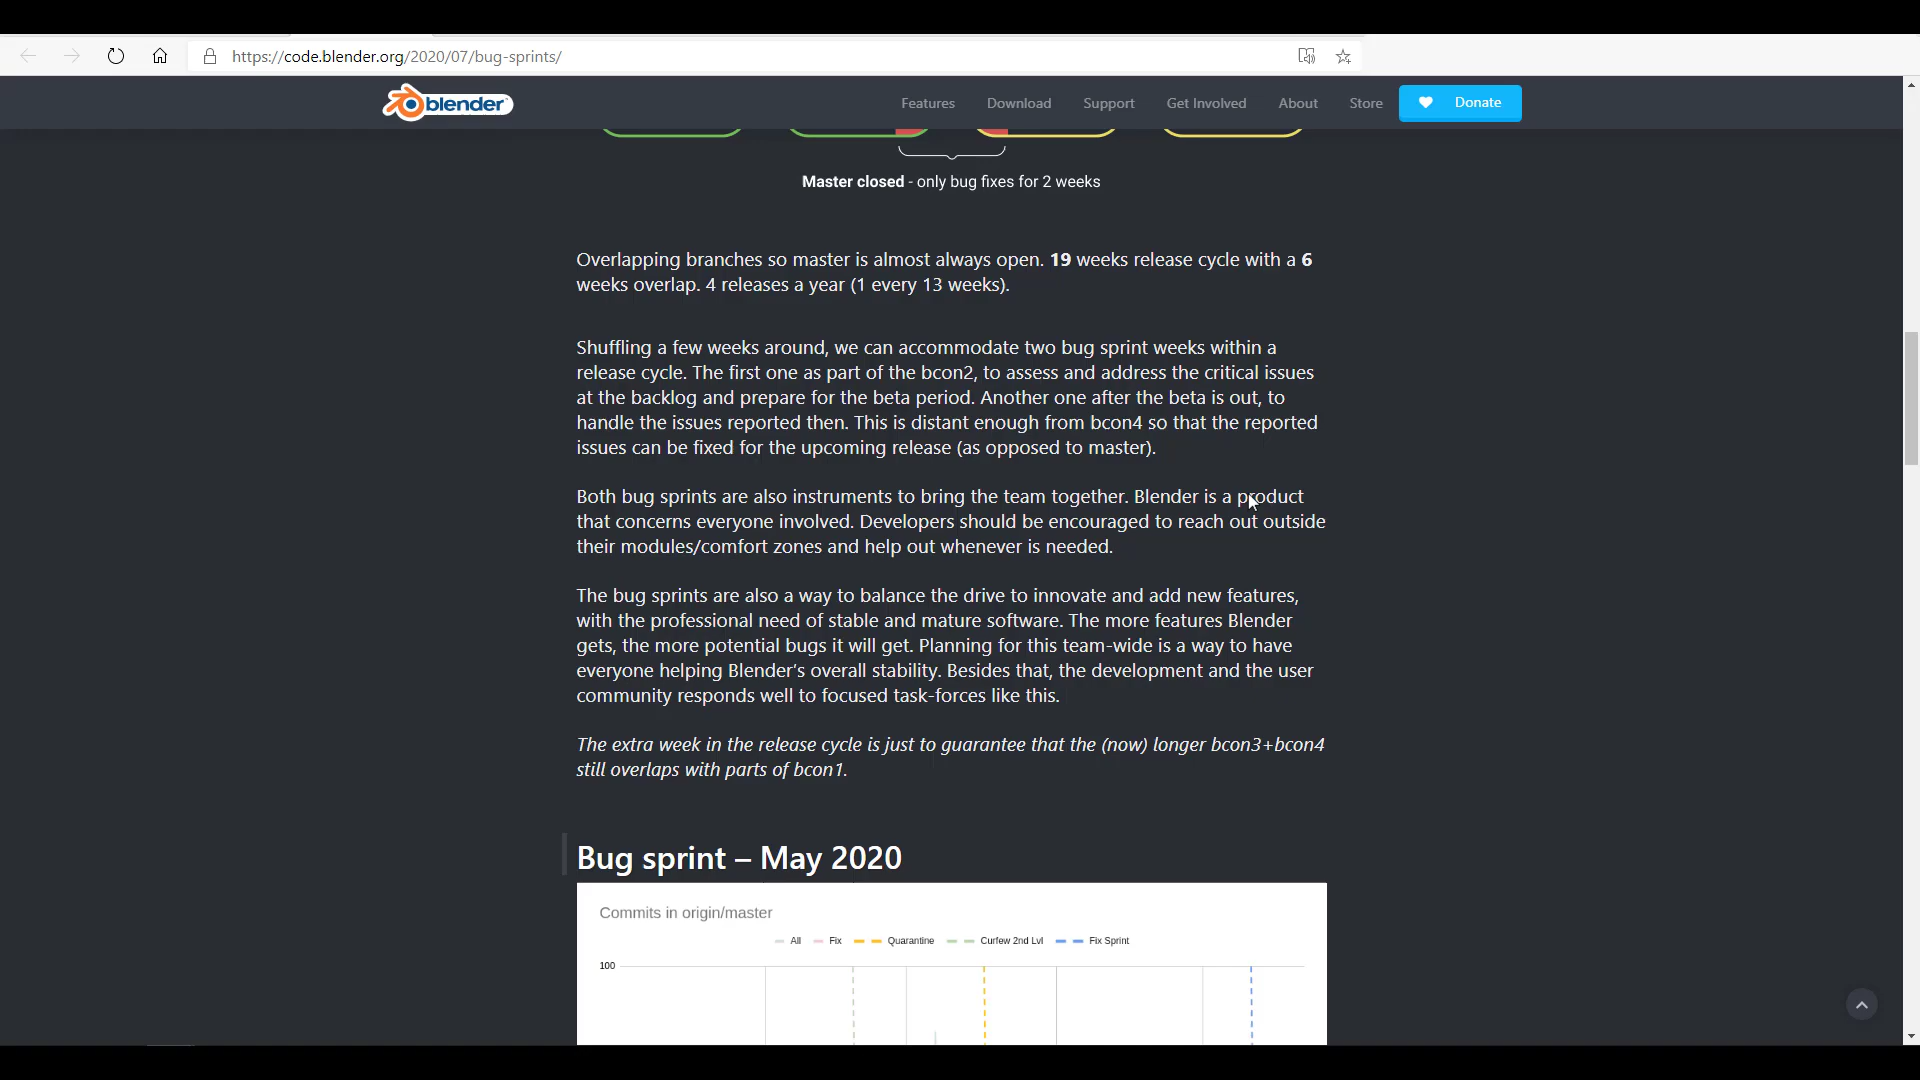 https://code.blender.org/2020/07/bug-sprints/
blender
Features Download Support Get Involved About Store Donate
Master closed - only bug fixes for 2 weeks
Overlapping branches so master is almost always open. 19 weeks release cycle with a 6
weeks overlap. 4 releases a year (1 every 13 weeks).
Shuffling a few weeks around, we can accommodate two bug sprint weeks within a
release cycle. The first one as part of the bcon2, to assess and address the critical issues
at the backlog and prepare for the beta period. Another one after the beta is out, to
handle the issues reported then. This is distant enough from bcon4 so that the reported
issues can be fixed for the upcoming release (as opposed to master).
Both bug sprints are also instruments to bring the team together. Blender is a product
that concerns everyone involved. Developers should be encouraged to reach out outside
their modules/comfort zones and help out whenever is needed.
The bug sprints are also a way to balance the drive to innovate and add new features,
with the professional need of stable and mature software. The more features Blender
gets, the more potential bugs it will get. Planning for this team-wide is a way to have
everyone helping Blender’s overall stability. Besides that, the development and the user
community responds well to focused task-forces like this.
The extra week in the release cycle is just to guarantee that the (now) longer bcon3+bcon4
still overlaps with parts of bcon1.
Bug sprint – May 2020
Commits in origin/master
All Fix Quarantine Curfew 2nd Lvl Fix Sprint
100